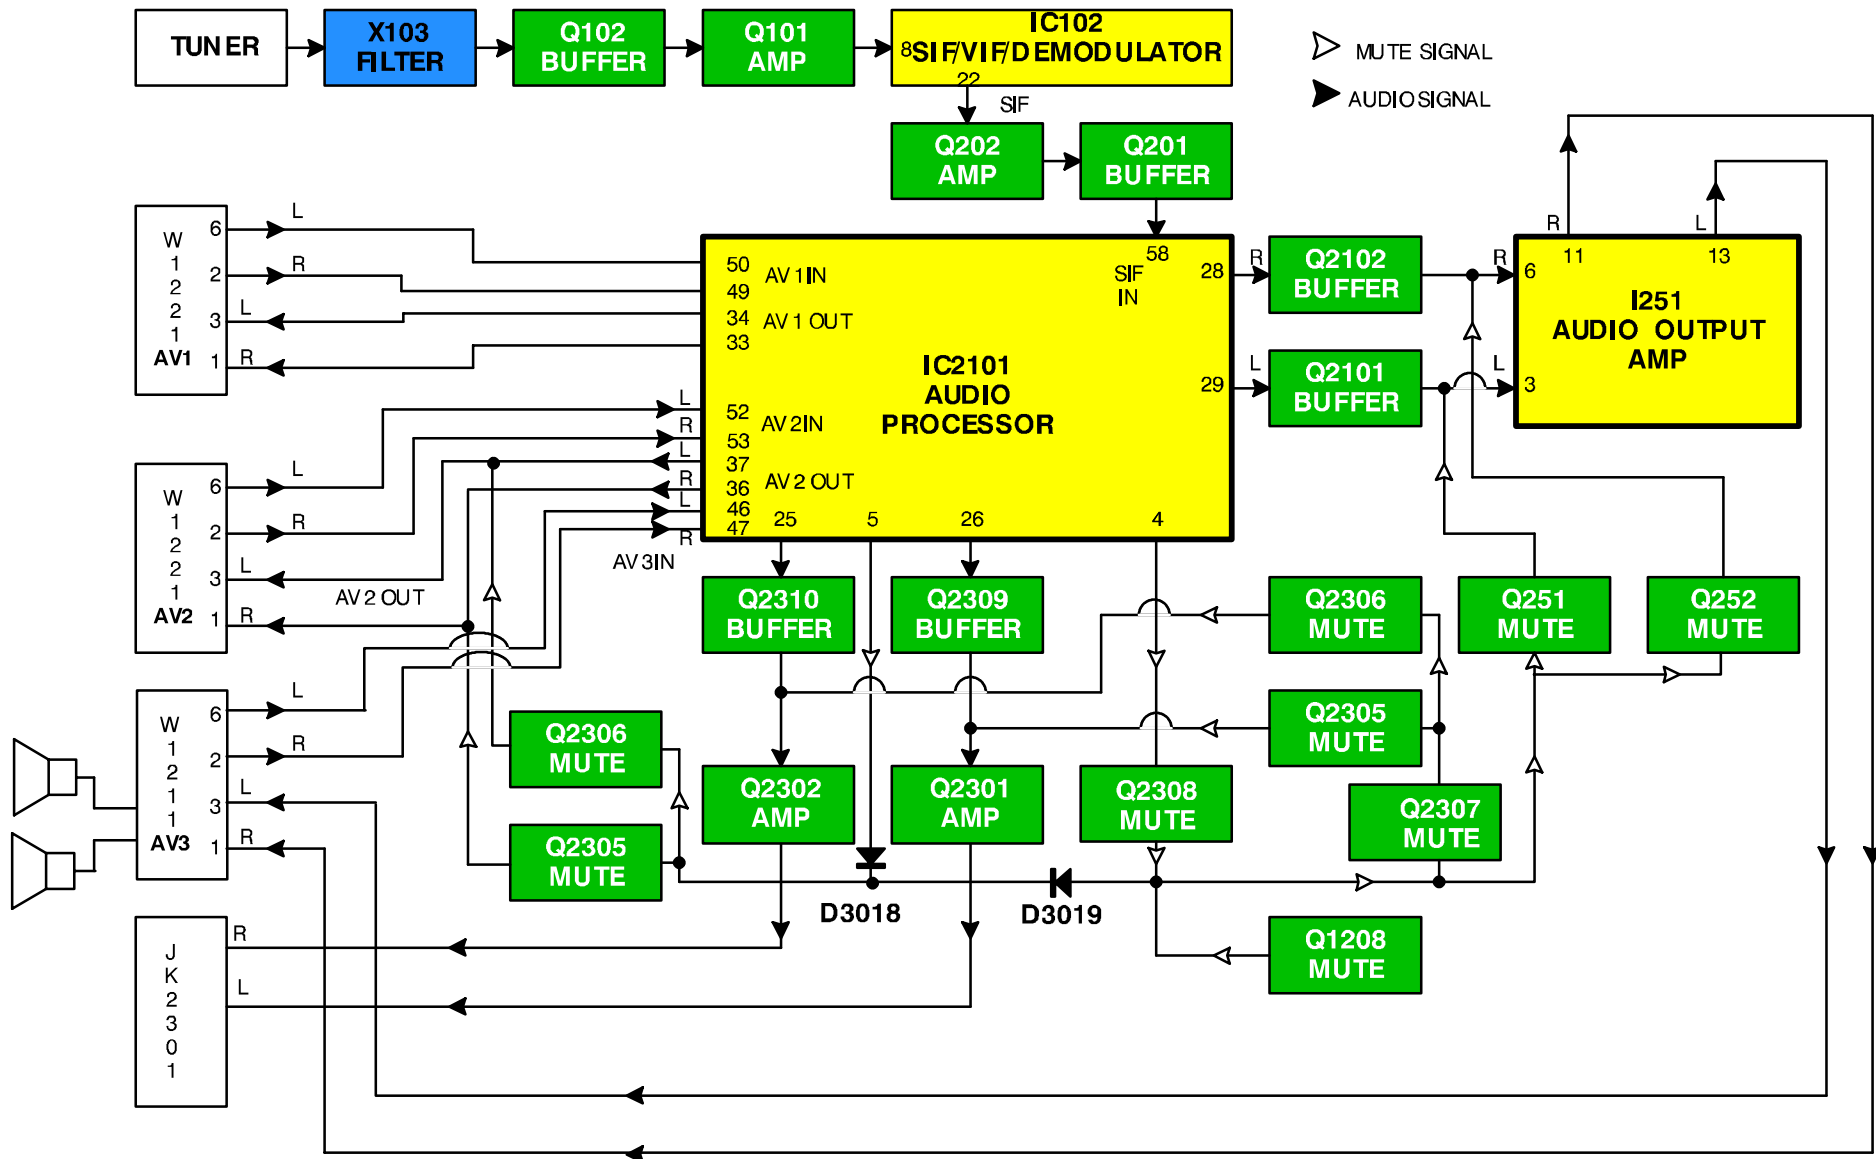 TUNER
X103
FILTER
Q102
BUFFER
Q101
AMP
IC102
8 SIF/VIF/DEMODULATOR
22
SIF
MUTE SIGNAL
AUDIO SIGNAL
Q202
AMP
Q201
BUFFER
W
1
2
2
1
AV1
6
2
3
1
L
R
L
R
50
49
34
33
AV 1 IN
AV 1 OUT
58
SIF
IN
28
29
IC2101
AUDIO
PROCESSOR
52
53
37
36
46
47
AV 2 IN
AV 2 OUT
25
5
26
4
L
R
L
R
L
R
AV 3 IN
R
L
Q2102
BUFFER
Q2101
BUFFER
R
L
R
L
11
13
6
3
I251
AUDIO OUTPUT
AMP
W
1
2
2
1
AV2
6
2
3
1
L
R
L
R
AV 2 OUT
Q2310
BUFFER
Q2309
BUFFER
Q2306
MUTE
Q251
MUTE
Q252
MUTE
W
1
2
1
1
AV3
6
2
3
1
L
R
L
R
Q2306
MUTE
Q2305
MUTE
Q2302
AMP
Q2301
AMP
Q2308
MUTE
Q2305
MUTE
Q2307
MUTE
D3018
D3019
Q1208
MUTE
J
K
2
3
0
1
R
L